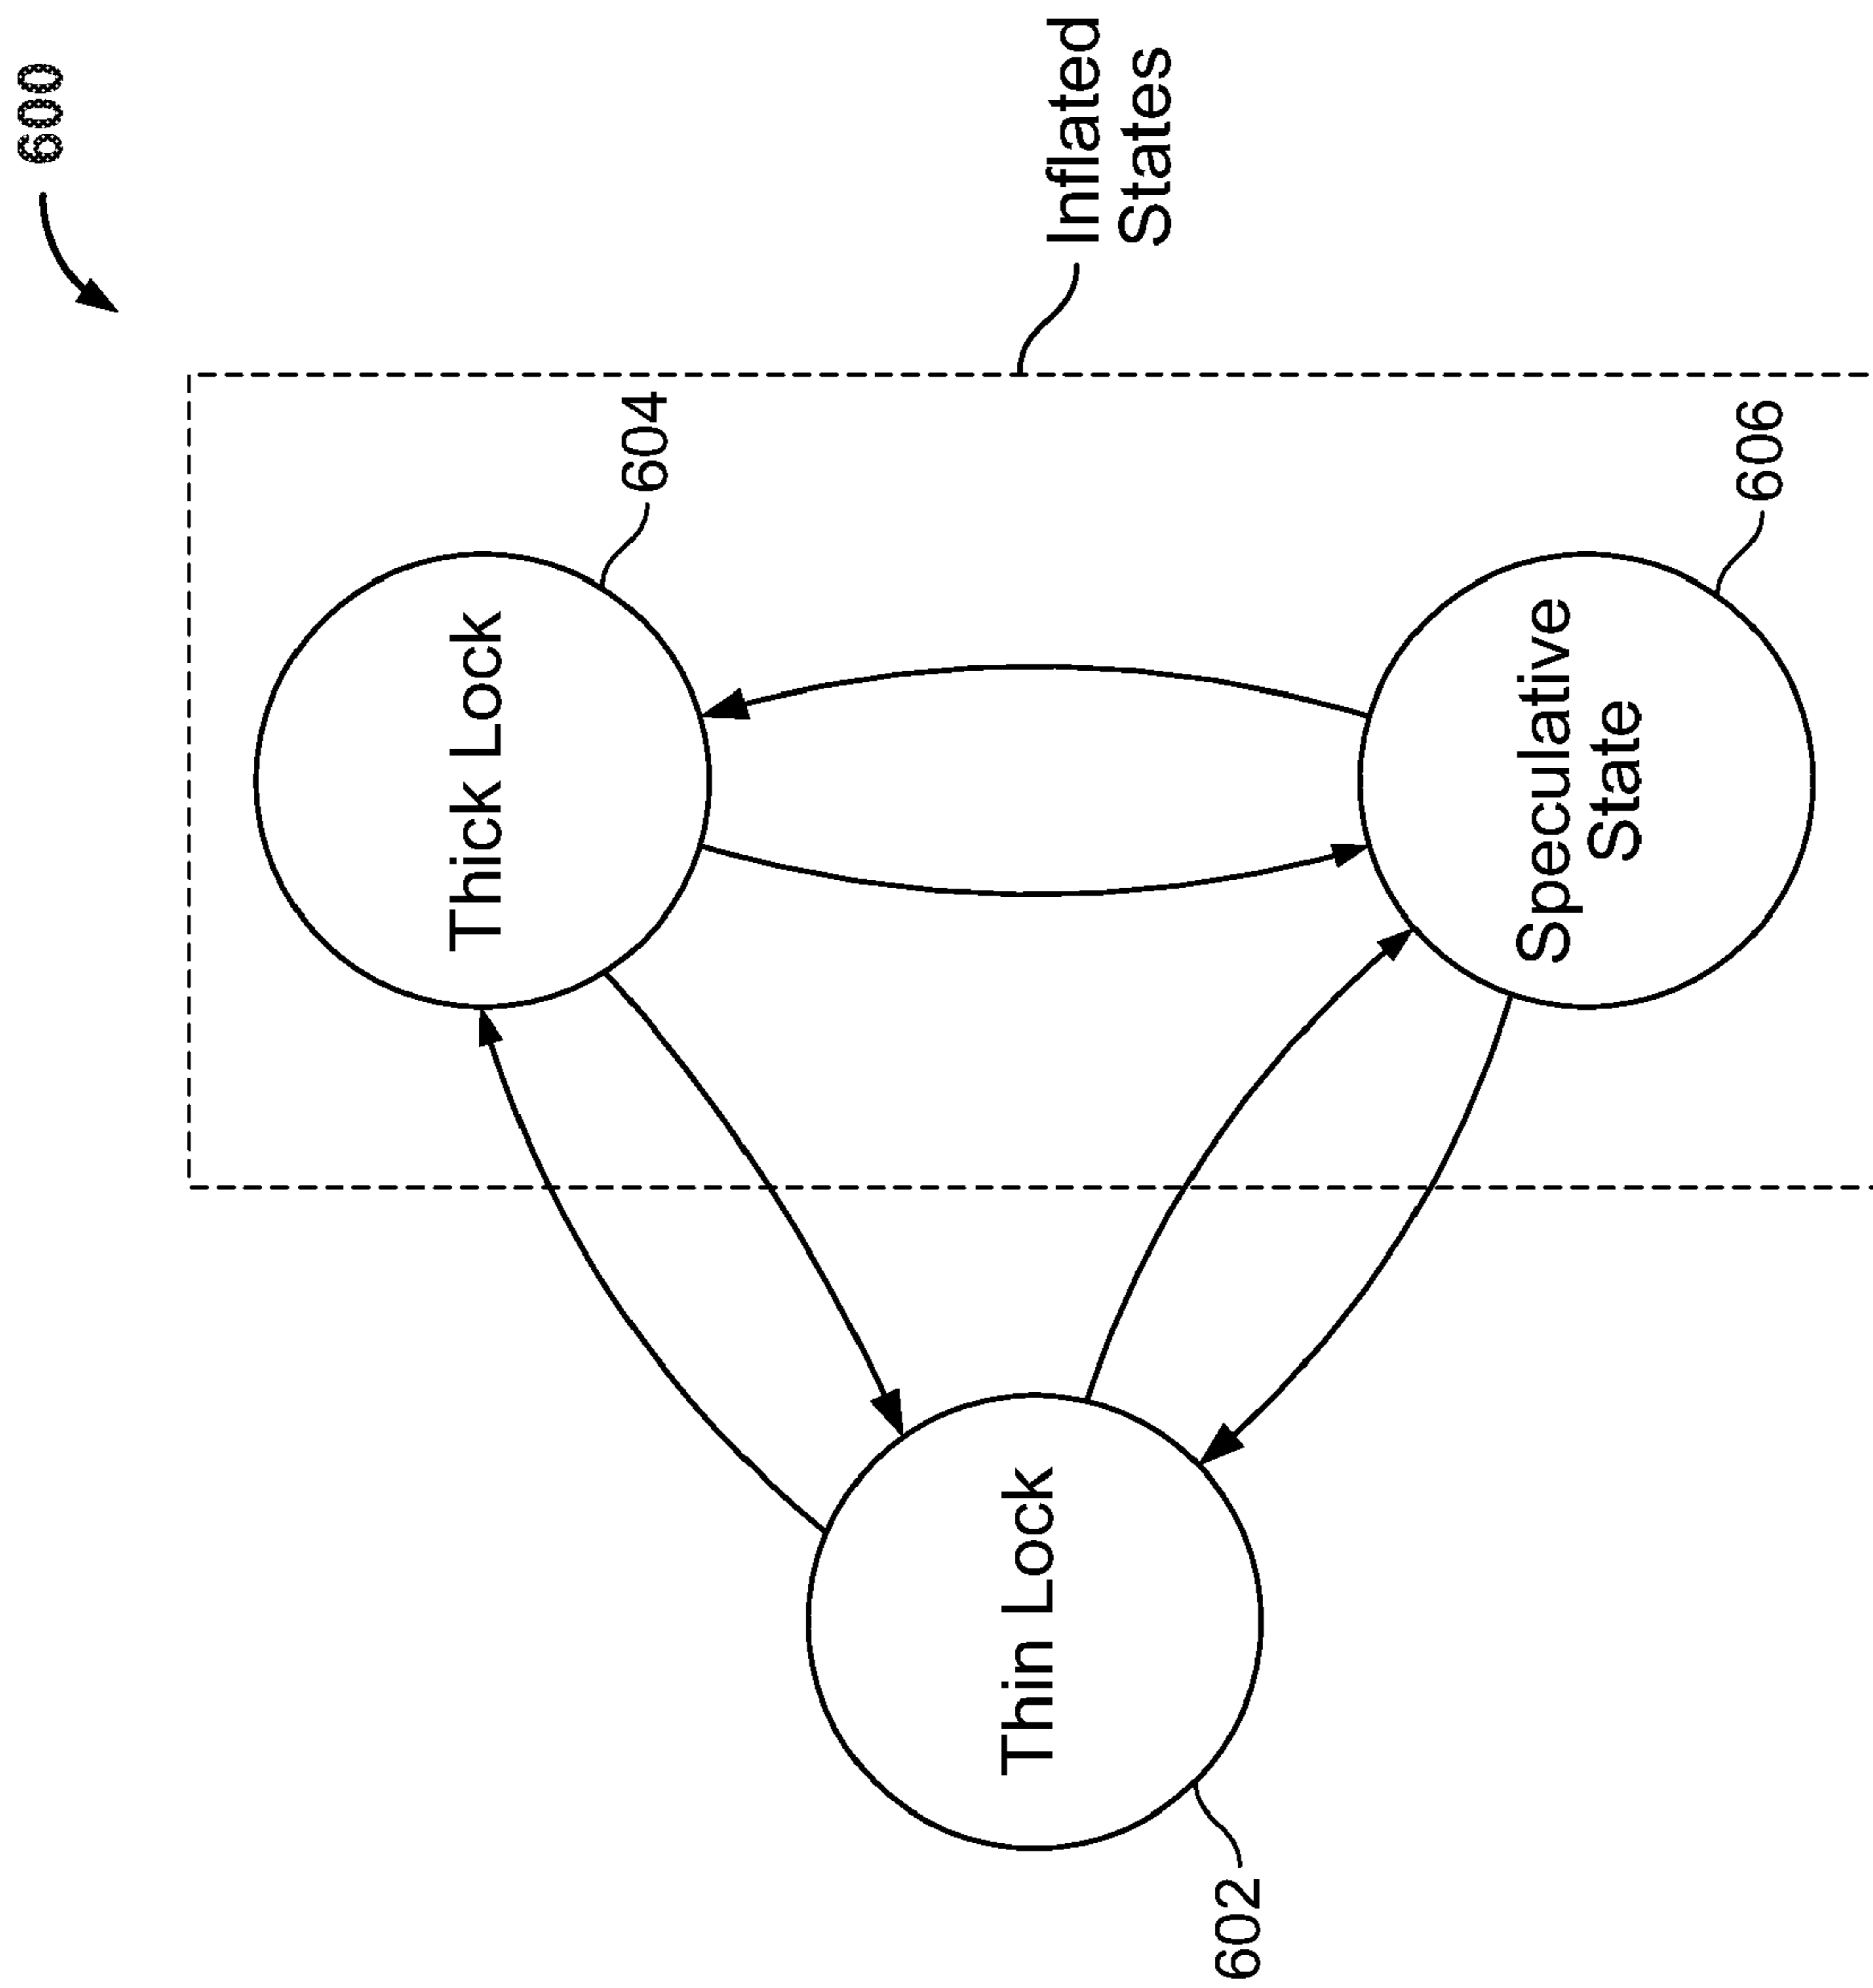 600
Thick Lock
604
Inflated
States
Thin Lock
602
Speculative
State
606